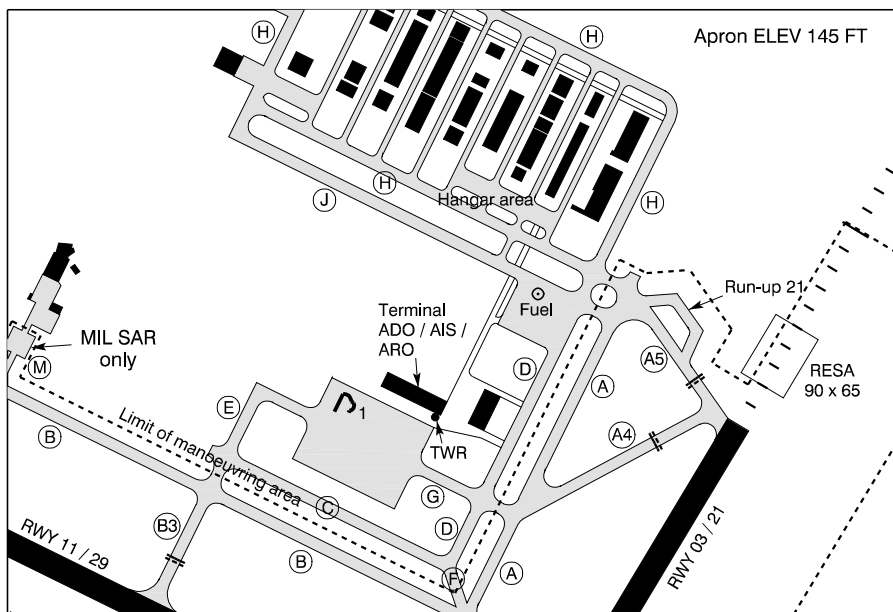 H
H
Apron ELEV 145 FT
H
J
Hangar area
H
Run-up 21
Fuel
Terminal
ADO / AIS /
ARO
MIL SAR
only
M
D
A
A5
RESA
90 x 65
E
1
B
Limit of manoeuvring area
TWR
A4
G
C
B3
D
B
F
A
RWY 11 / 29
RWY 03 / 21